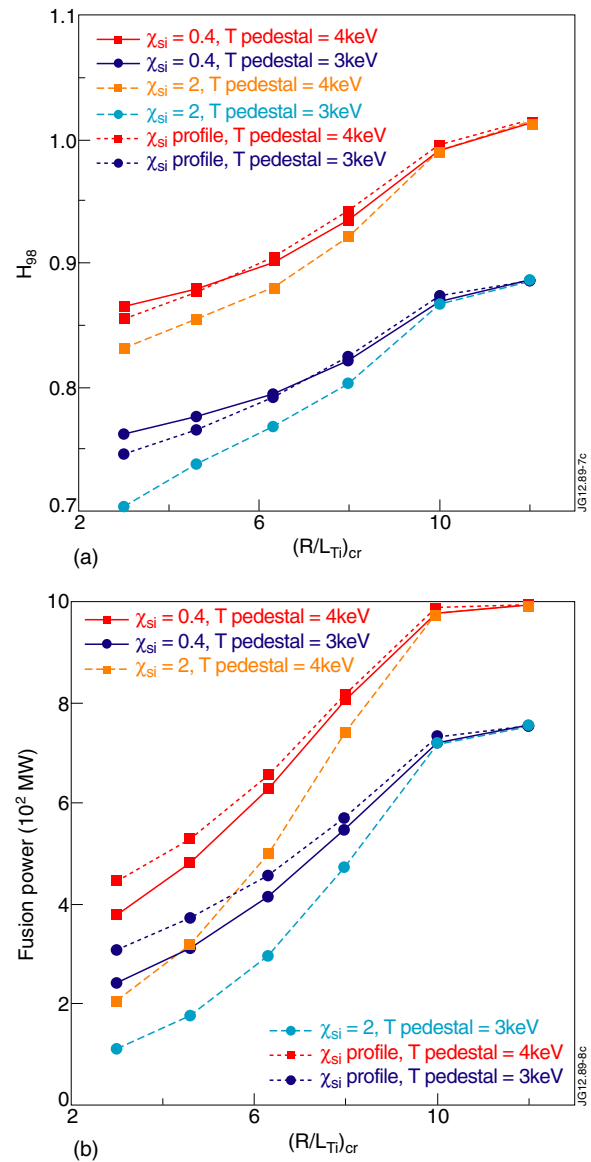 1.1
χsi = 0.4, T pedestal = 4keV
χsi = 0.4, T pedestal = 3keV
χsi = 2, T pedestal = 4keV
χsi = 2, T pedestal = 3keV
χsi profile, T pedestal = 4keV
χsi profile, T pedestal = 3keV
1.0
H98
0.9
0.8
0.7
2
6
10
(R/LTi)cr
(a)
JG12.89-7c
10
χsi = 0.4, T pedestal = 4keV
χsi = 0.4, T pedestal = 3keV
χsi = 2, T pedestal = 4keV
8
6
Fusion power (10² MW)
4
2
χsi = 2, T pedestal = 3keV
χsi profile, T pedestal = 4keV
χsi profile, T pedestal = 3keV
0
2
6
10
(R/LTi)cr
(b)
JG12.89-8c